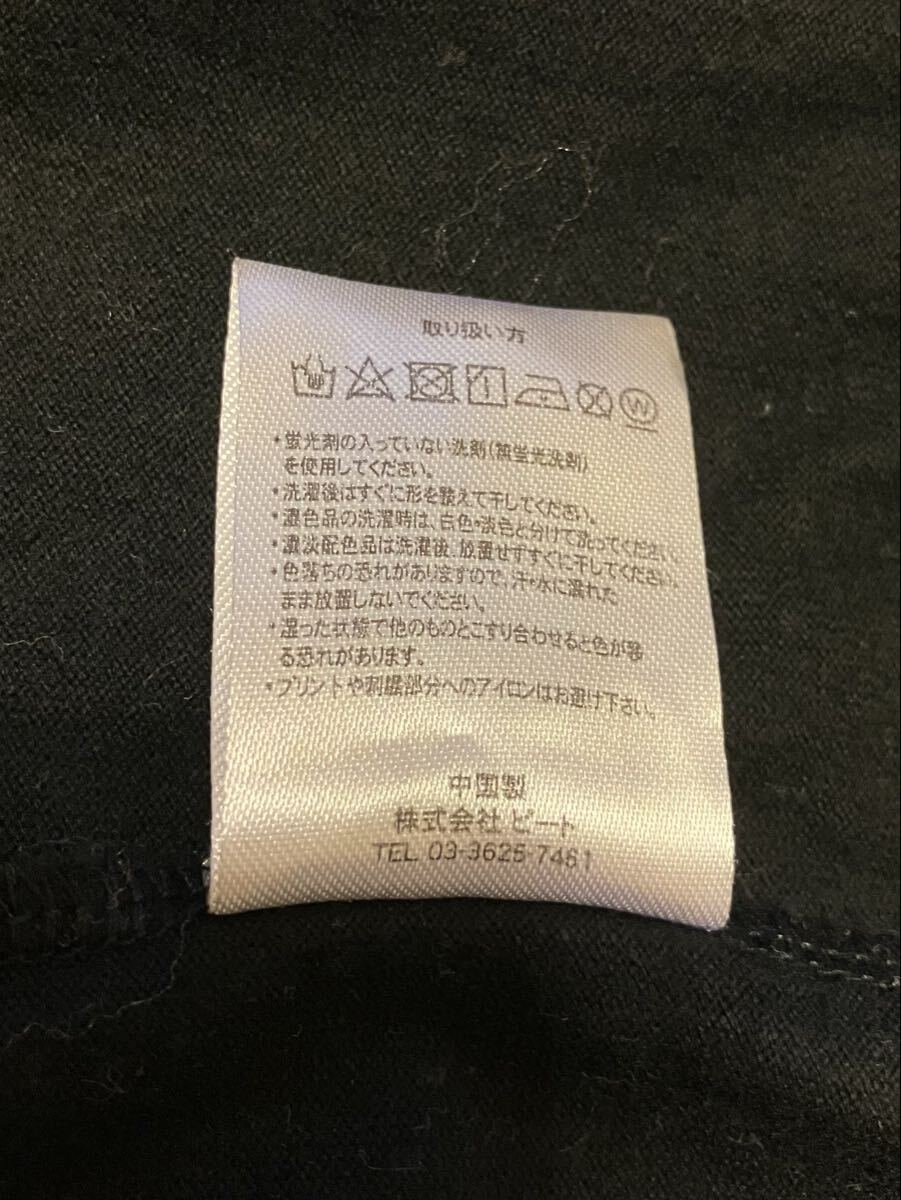 取り扱い方
W
・蛍光剤の入っていない洗剤(無蛍光洗剤)
を使用してください。
・洗濯後はすぐに形を整えて干してください。
・濃色品の洗濯時は、白色・淡色と分けて洗ってください。
・濃淡配色品は洗濯後、放置せずすぐに干してください。
・色落ちの恐れがありますので、汗・水に濡れた
まま放置しないでください。
・湿った状態で他のものとこすり合わせると色が移
る恐れがあります。
・プリントや刺繍部分へのアイロンはお避け下さい。
中国製
株式会社 ビート
TEL 03-3625-7461